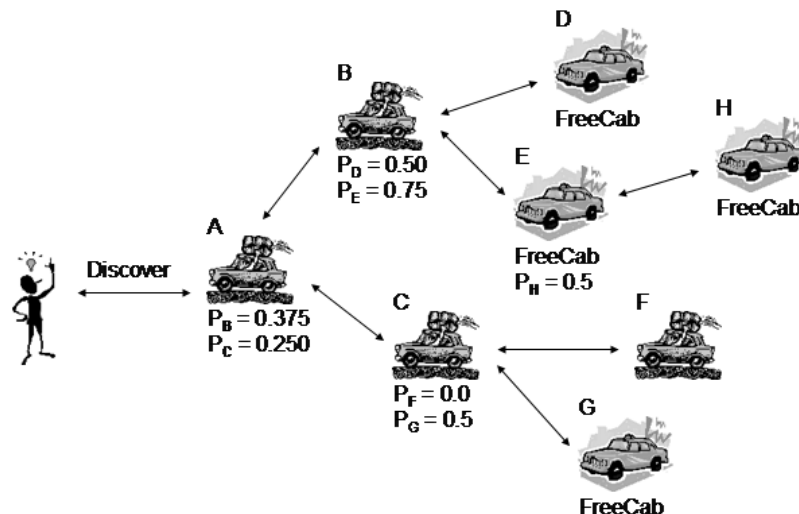 D
B
FreeCab
H
P_D = 0.50
P_E = 0.75
E
FreeCab
A
FreeCab
P_H = 0.5
Discover
C
F
P_B = 0.375
P_C = 0.250
P_F = 0.0
P_G = 0.5
G
FreeCab